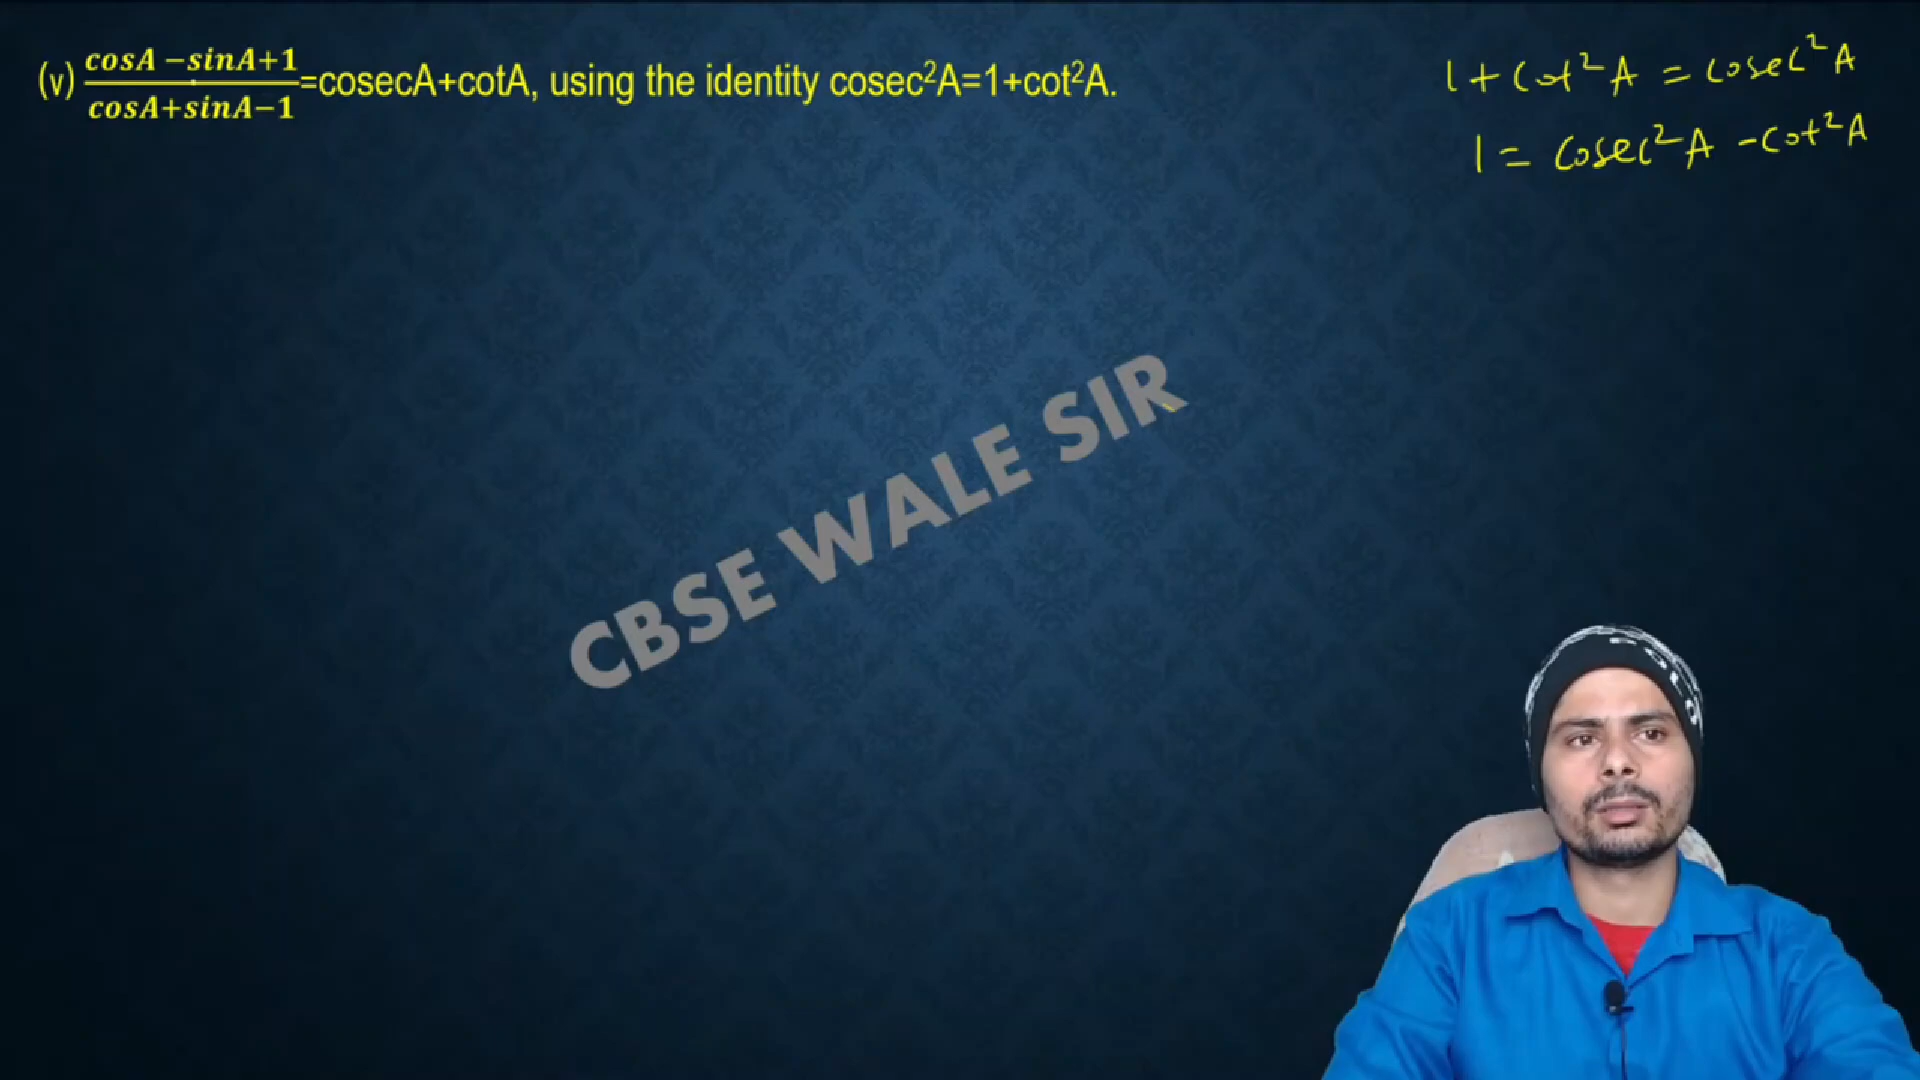 (v) cosA −sinA+1 / cosA+sinA−1 =cosecA+cotA, using the identity cosec²A=1+cot²A.
1 + cot²A = cosec²A
1 = cosec²A - cot²A
CBSE WALE SIR